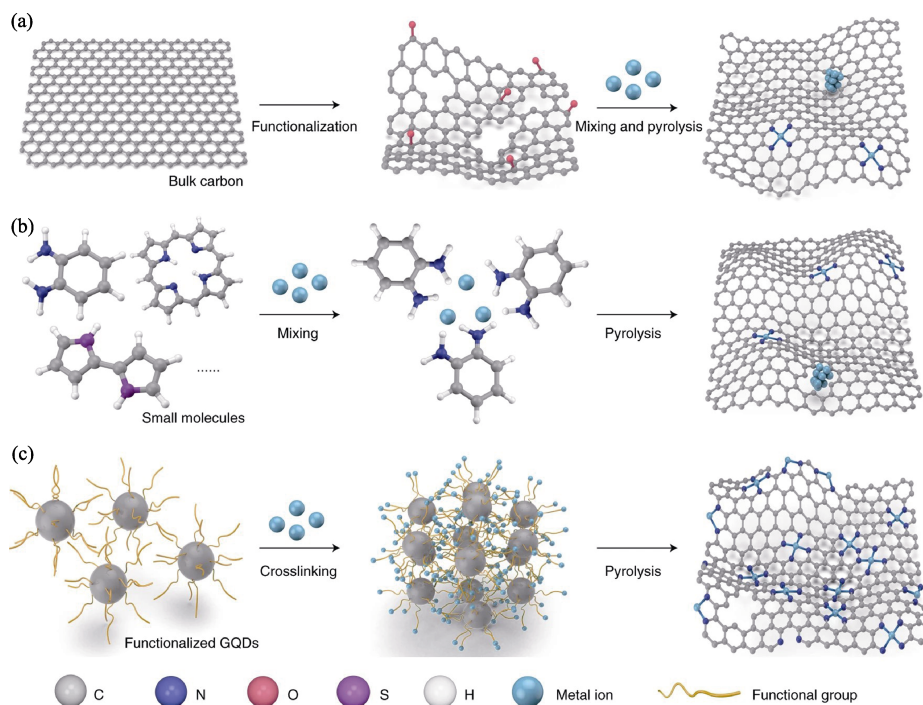 (a)
Functionalization
Mixing and pyrolysis
Bulk carbon
(b)
Mixing
Pyrolysis
......
Small molecules
(c)
Crosslinking
Pyrolysis
Functionalized GQDs
C N O S H Metal ion Functional group